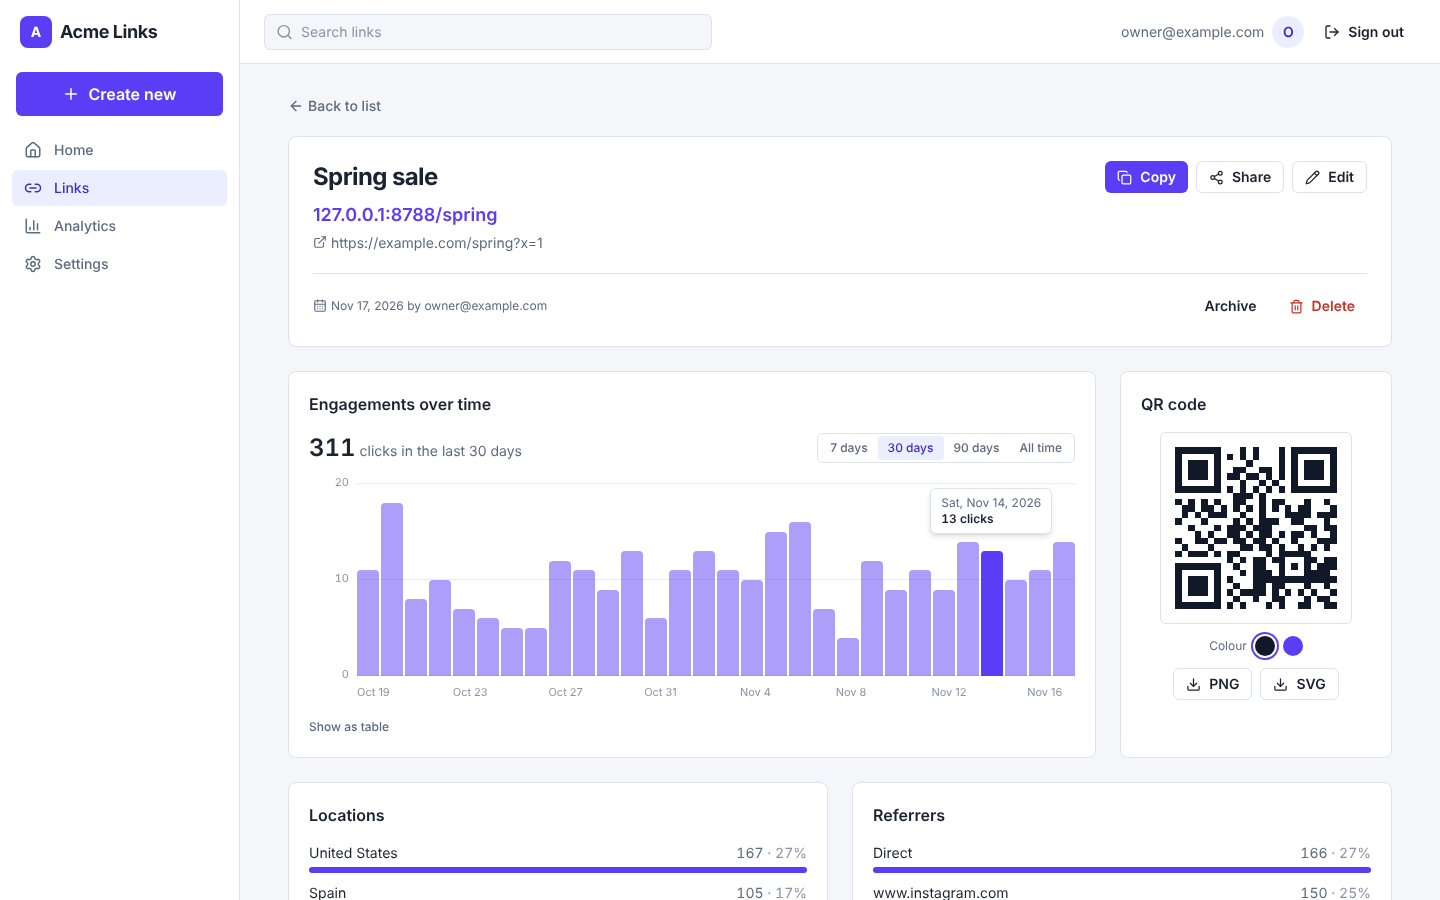 A Acme Links
Search links
owner@example.com O Sign out
Create new
Home
Links
Analytics
Settings
Back to list
Spring sale
Copy Share Edit
127.0.0.1:8788/spring
https://example.com/spring?x=1
Nov 17, 2026 by owner@example.com
Archive Delete
Engagements over time
311 clicks in the last 30 days
7 days 30 days 90 days All time
20
Sat, Nov 14, 2026
13 clicks
10
0
Oct 19 Oct 23 Oct 27 Oct 31 Nov 4 Nov 8 Nov 12 Nov 16
Show as table
QR code
Colour
PNG SVG
Locations
United States 167 · 27%
Spain 105 · 17%
Referrers
Direct 166 · 27%
www.instagram.com 150 · 25%